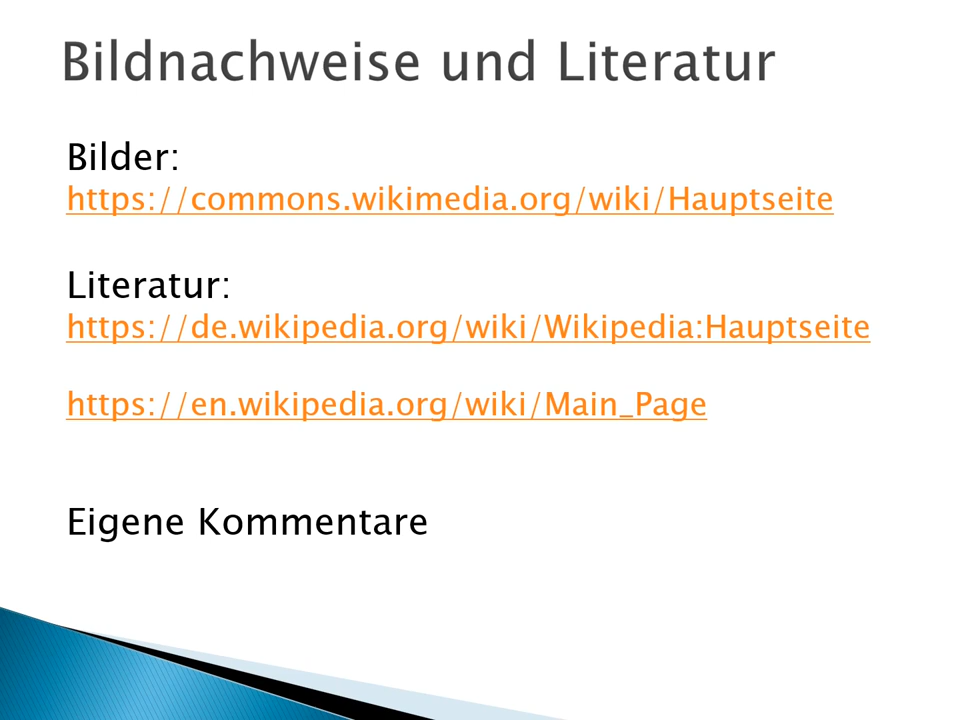 Bildnachweise und Literatur
Bilder:
https://commons.wikimedia.org/wiki/Hauptseite
Literatur:
https://de.wikipedia.org/wiki/Wikipedia:Hauptseite
https://en.wikipedia.org/wiki/Main_Page
Eigene Kommentare